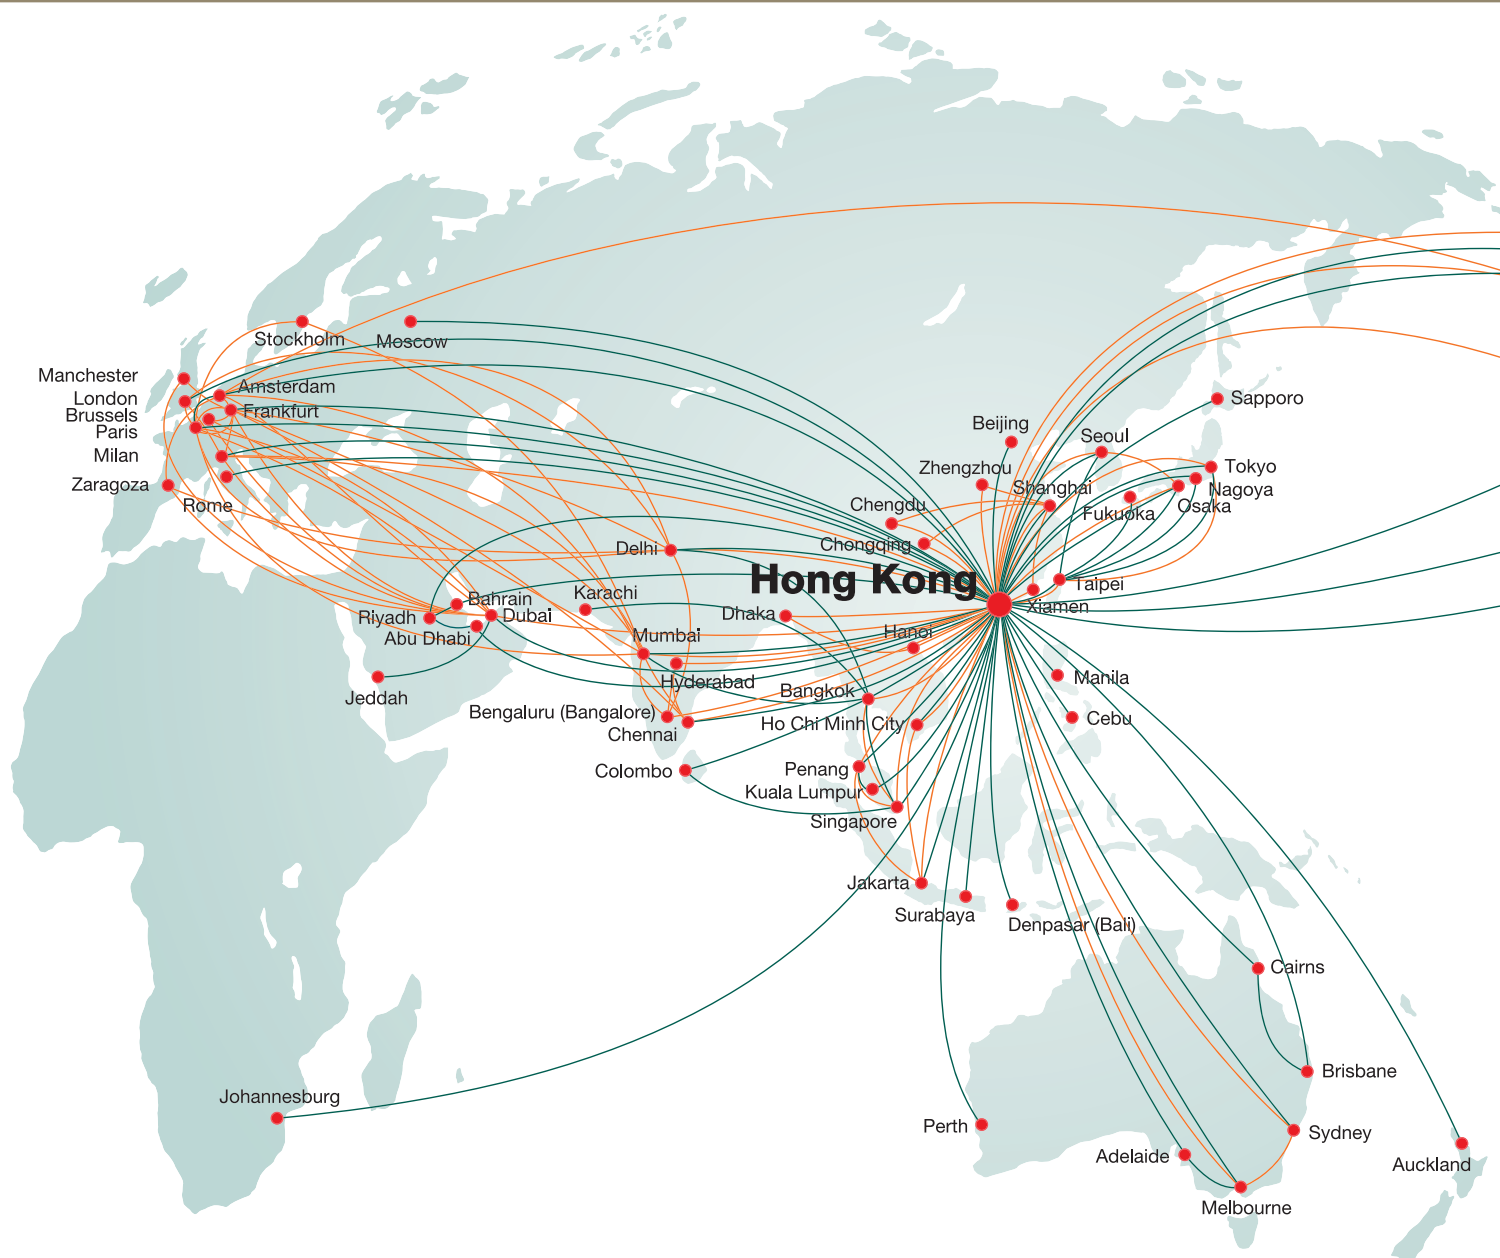 Stockholm
Moscow
Manchester
London
Brussels
Paris
Milan
Zaragoza
Rome
Amsterdam
Frankfurt
Beijing
Seoul
Sapporo
Zhengzhou
Shanghai
Tokyo
Nagoya
Osaka
Fukuoka
Chengdu
Chongqing
Delhi
Hong Kong
Taipei
Xiamen
Karachi
Dhaka
Hanoi
Bahrain
Riyadh
Dubai
Abu Dhabi
Mumbai
Hyderabad
Jeddah
Bangkok
Manila
Bengaluru (Bangalore)
Chennai
Ho Chi Minh City
Cebu
Colombo
Penang
Kuala Lumpur
Singapore
Jakarta
Surabaya
Denpasar (Bali)
Cairns
Johannesburg
Brisbane
Perth
Sydney
Adelaide
Auckland
Melbourne